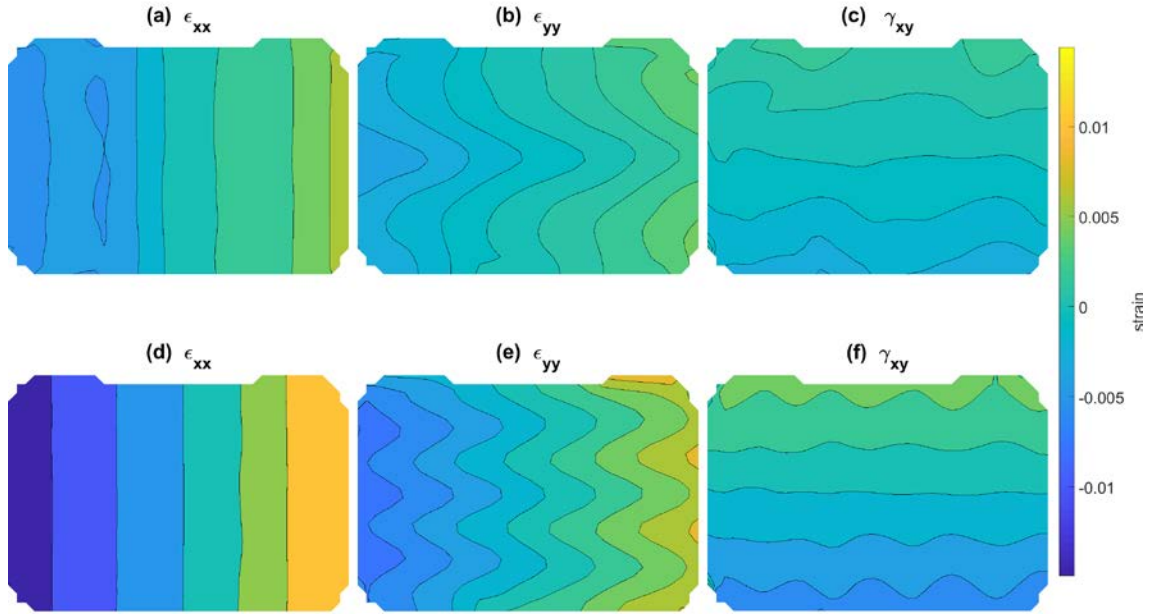 (a) ϵxx
(b) ϵyy
(c) γxy
0.01
0.005
0
-0.005
-0.01
strain
(d) ϵxx
(e) ϵyy
(f) γxy